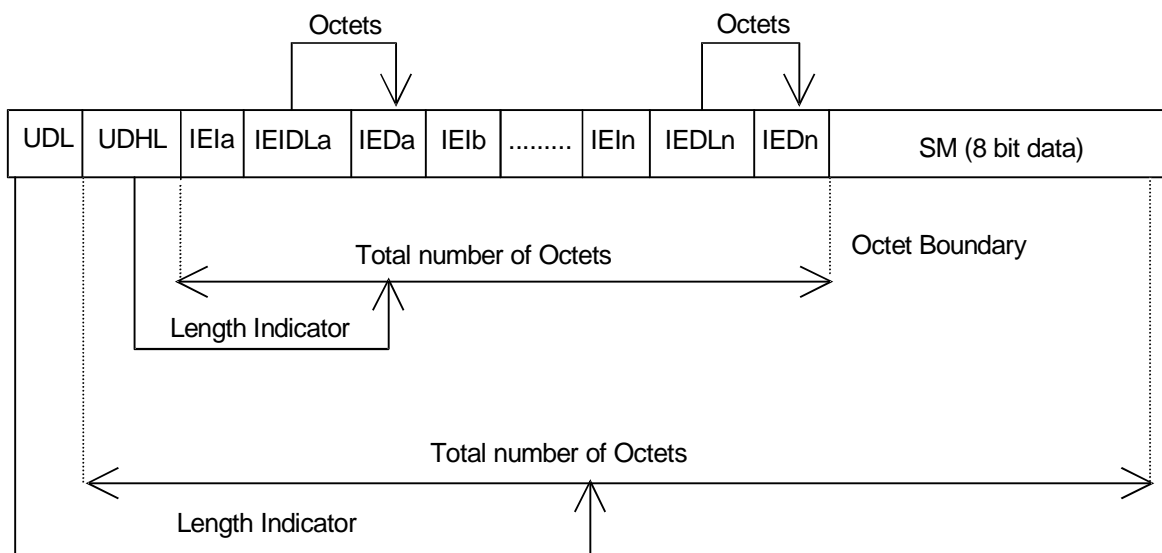 Octets
Octets
UDL UDHL IEIa IEIDLa IEDa IEIb ......... IEIn IEDLn IEDn SM (8 bit data)
Total number of Octets
Octet Boundary
Length Indicator
Total number of Octets
Length Indicator